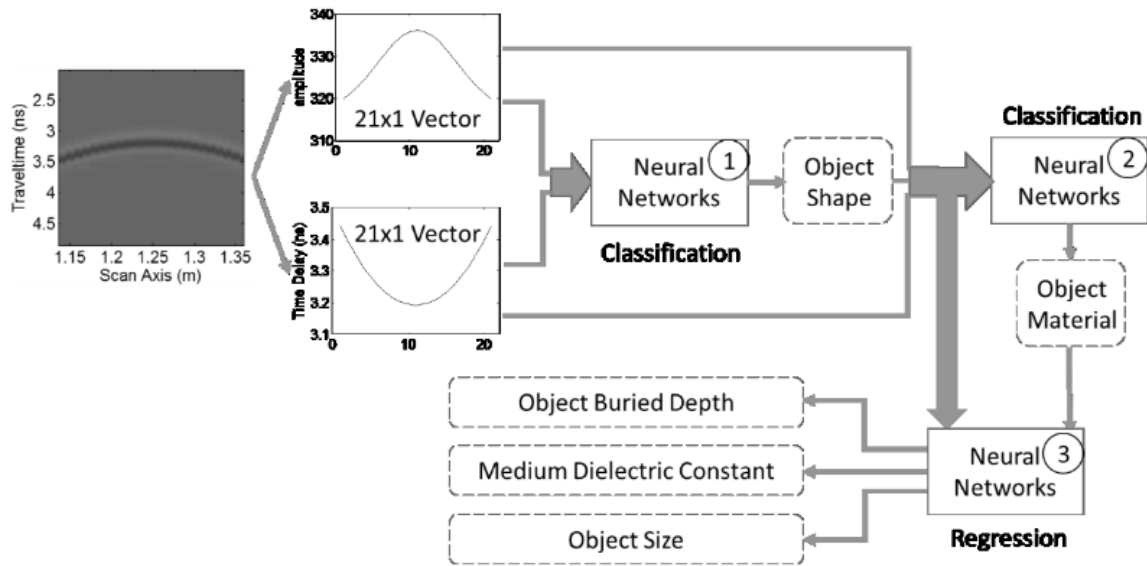 2.5
3
3.5
4
4.5
Traveltime (ns)
1.15 1.2 1.25 1.3 1.35
Scan Axis (m)
340
330
320
310
amplitude
21x1 Vector
0 10 20
3.5
3.4
3.3
3.2
3.1
Time Delay (ns)
21x1 Vector
0 10 20
Neural
Networks
1
Classification
Object
Shape
Classification
Neural
Networks
2
Object
Material
Neural
Networks
3
Regression
Object Buried Depth
Medium Dielectric Constant
Object Size